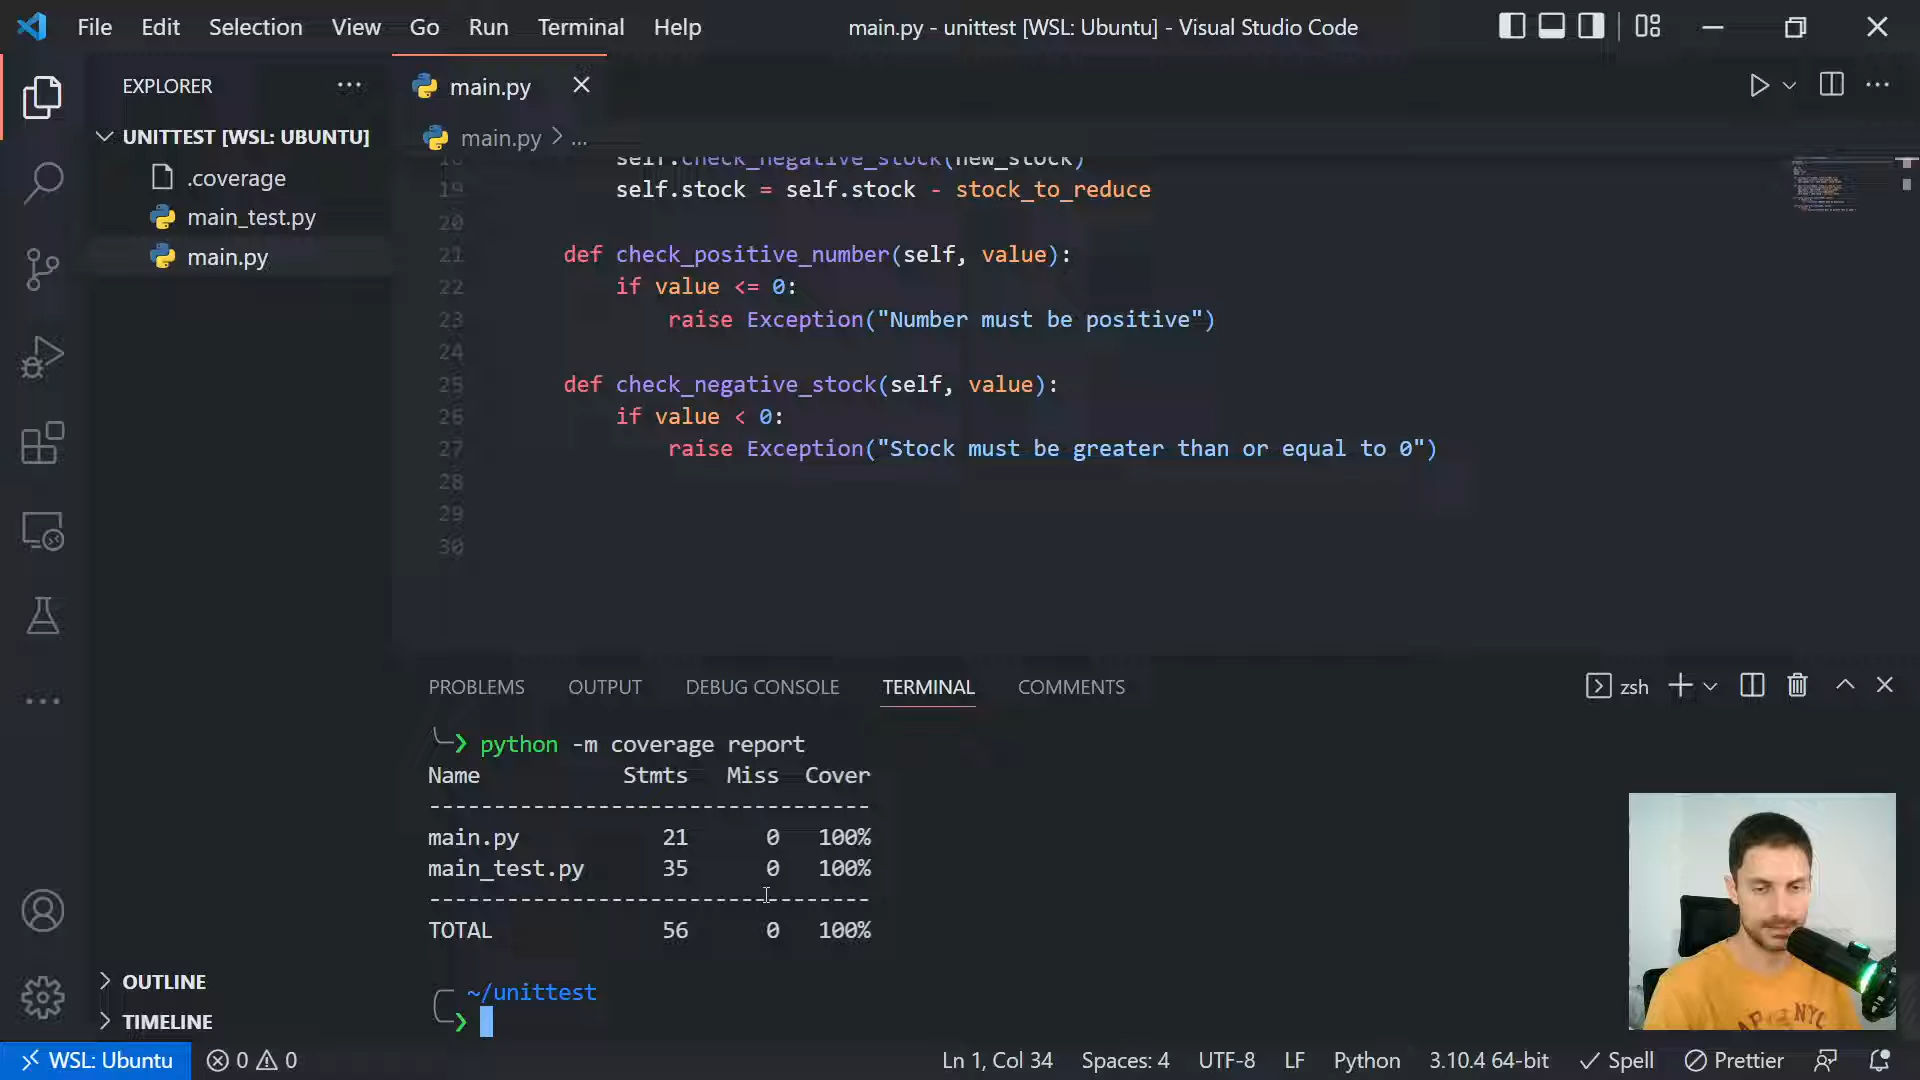 File Edit Selection View Go Run Terminal Help
main.py - unittest [WSL: Ubuntu] - Visual Studio Code
EXPLORER
UNITTEST [WSL: UBUNTU]
.coverage
main_test.py
main.py
OUTLINE
TIMELINE
main.py
main.py > ...
18 self.check_negative_stock(new_stock)
19 self.stock = self.stock - stock_to_reduce
20
21 def check_positive_number(self, value):
22 if value <= 0:
23 raise Exception("Number must be positive")
24
25 def check_negative_stock(self, value):
26 if value < 0:
27 raise Exception("Stock must be greater than or equal to 0")
28
29
30
PROBLEMS OUTPUT DEBUG CONSOLE TERMINAL COMMENTS
zsh
python -m coverage report
Name Stmts Miss Cover
----------------------------------
main.py 21 0 100%
main_test.py 35 0 100%
----------------------------------
TOTAL 56 0 100%
~/unittest
WSL: Ubuntu 0 0
Ln 1, Col 34 Spaces: 4 UTF-8 LF Python 3.10.4 64-bit Spell Prettier